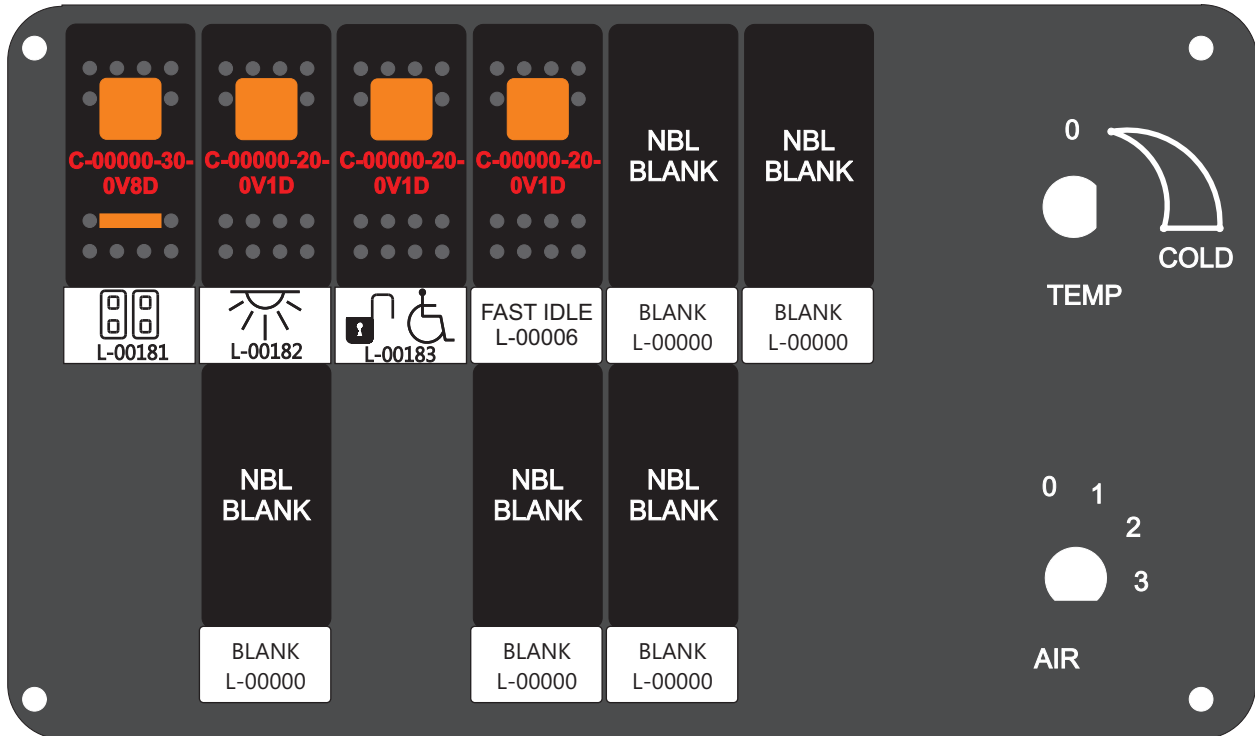 C-00000-30-
0V8D
C-00000-20-
0V1D
C-00000-20-
0V1D
C-00000-20-
0V1D
NBL
BLANK
NBL
BLANK
0
COLD
TEMP
L-00181
L-00182
L-00183
FAST IDLE
L-00006
BLANK
L-00000
BLANK
L-00000
NBL
BLANK
NBL
BLANK
NBL
BLANK
0
1
2
3
AIR
BLANK
L-00000
BLANK
L-00000
BLANK
L-00000